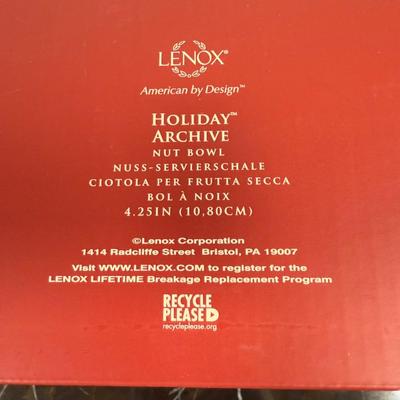 LENOX®
American by Design™
HOLIDAY™
ARCHIVE
NUT BOWL
NUSS-SERVIERSCHALE
CIOTOLA PER FRUTTA SECCA
BOL À NOIX
4.25IN (10,80CM)
©Lenox Corporation
1414 Radcliffe Street Bristol, PA 19007
Visit WWW.LENOX.COM to register for the
LENOX LIFETIME Breakage Replacement Program
RECYCLE
PLEASE
recycleplease.org